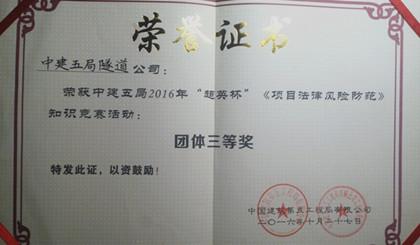 荣誉证书
中建五局隧道公司：
荣获中建五局2016年“超英杯”《项目法律风险防范》
知识竞赛活动：
团体三等奖
特发此证，以资鼓励！
中国建筑第五工程局有限公司
二〇一六年十月二十七日